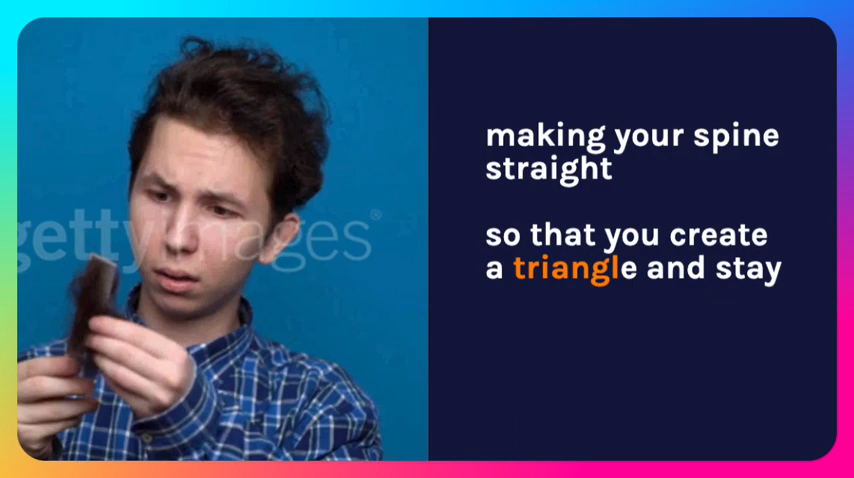 gettyimages®
making your spine
straight
so that you create
a triangle and stay